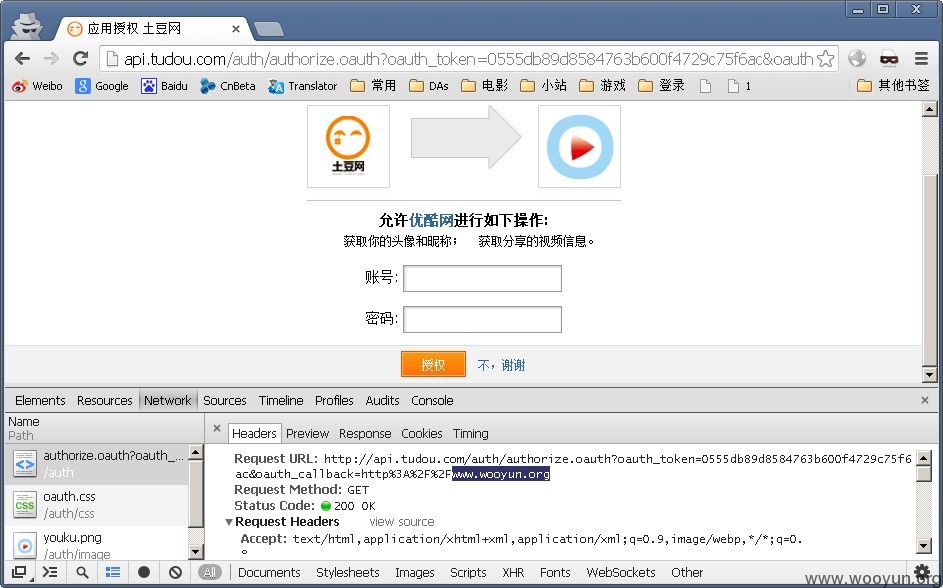 应用授权 土豆网
api.tudou.com/auth/authorize.oauth?oauth_token=0555db89d8584763b600f4729c75f6ac&oauth
Weibo Google Baidu CnBeta Translator 常用 DAs 电影 小站 游戏 登录 1 其他书签
土豆网
允许优酷网进行如下操作:
获取你的头像和昵称； 获取分享的视频信息。
账号:
密码:
授权 不，谢谢
Elements Resources Network Sources Timeline Profiles Audits Console
Name
Path
Headers Preview Response Cookies Timing
authorize.oauth?oauth_...
/auth
oauth.css
/auth/css
youku.png
/auth/image
Request URL: http://api.tudou.com/auth/authorize.oauth?oauth_token=0555db89d8584763b600f4729c75f6
ac&oauth_callback=http%3A%2F%2Fwww.wooyun.org
Request Method: GET
Status Code: 200 OK
Request Headers view source
Accept: text/html,application/xhtml+xml,application/xml;q=0.9,image/webp,*/*;q=0.
All Documents Stylesheets Images Scripts XHR Fonts WebSockets Other
www.wooyun.org